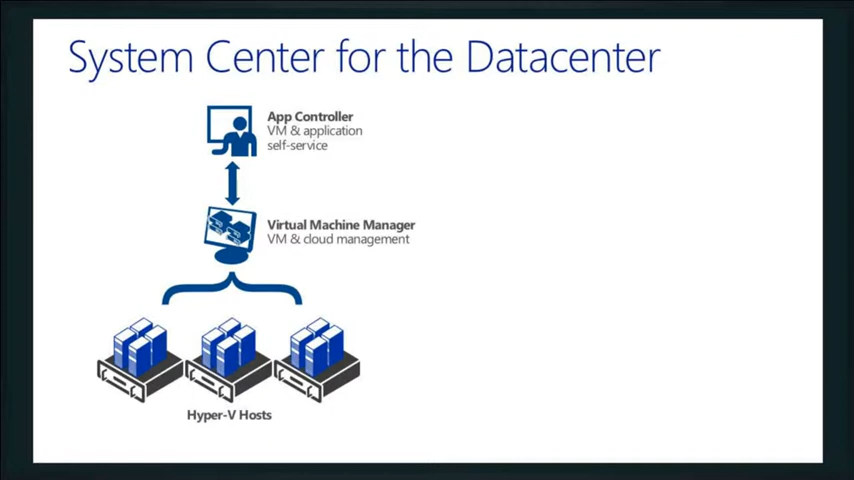 System Center for the Datacenter
App Controller
VM & application
self-service
Virtual Machine Manager
VM & cloud management
Hyper-V Hosts